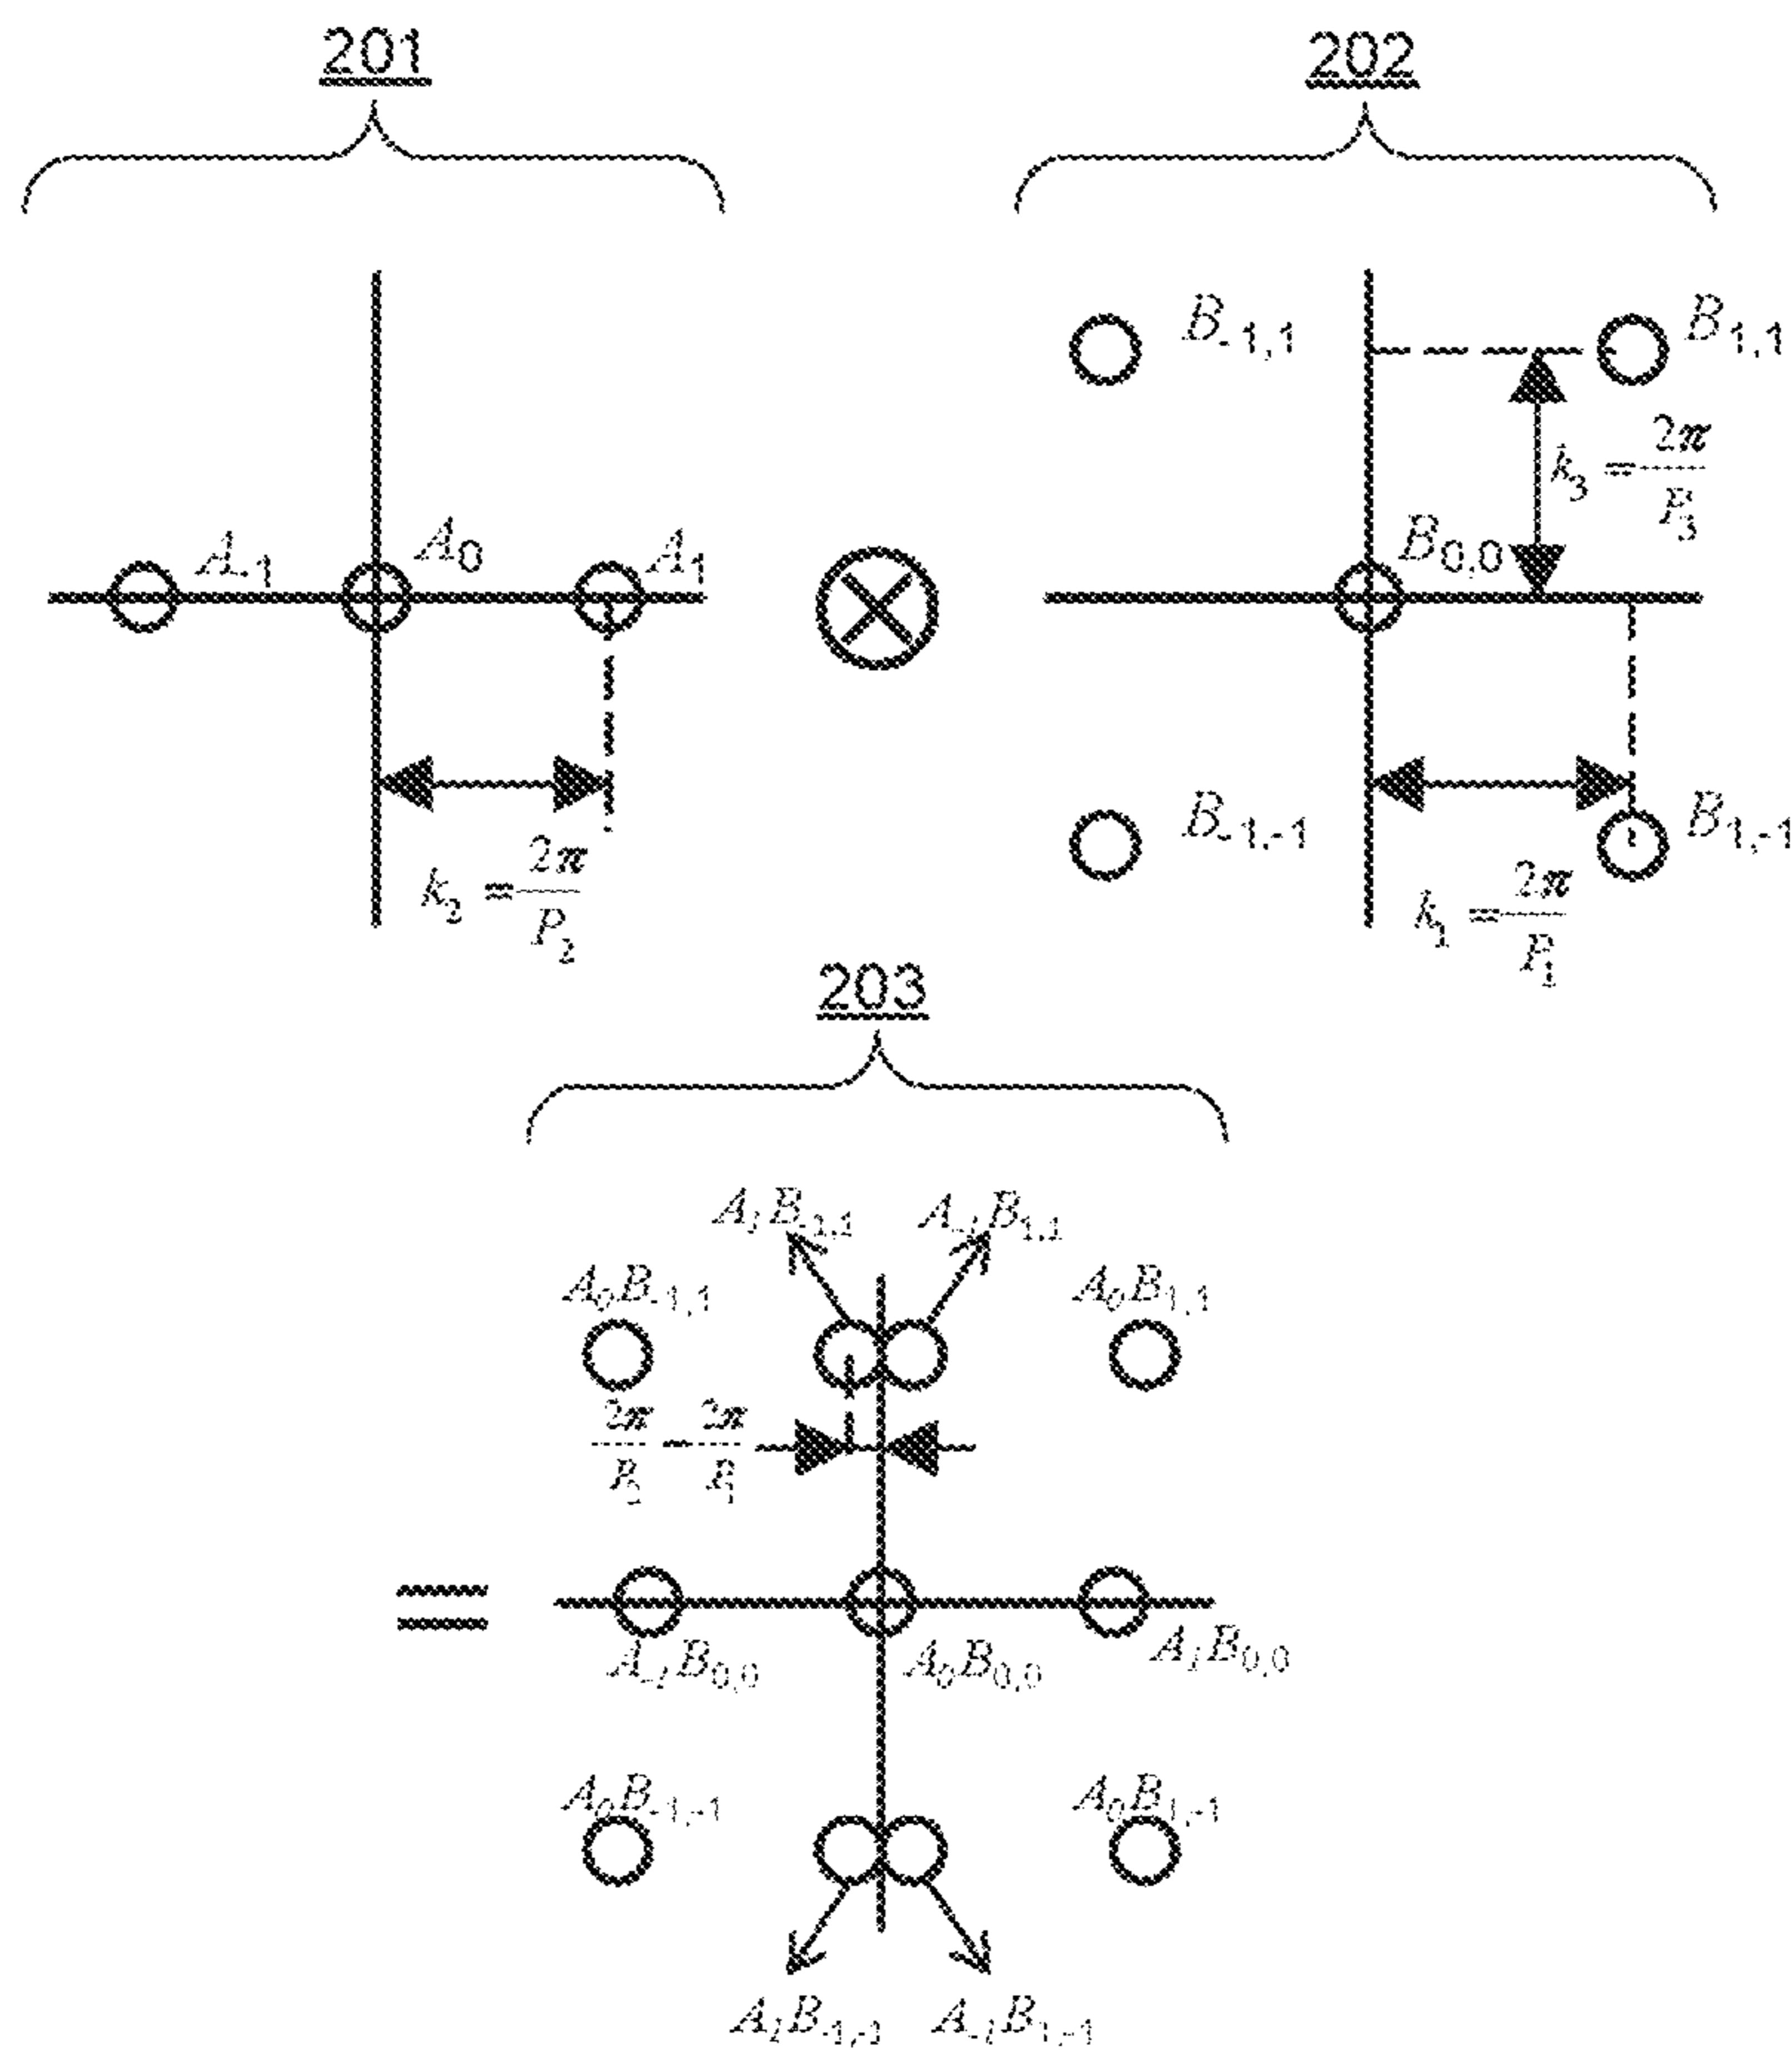 201
202
B-1,1
B1,1
k3 = 2π/P3
A-1
A0
A1
B0,0
k2 = 2π/P2
B-1,-1
B1,-1
k1 = 2π/P1
203
A1B-1,1
A-1B1,1
A0B-1,1
A0B1,1
2π/P2 - 2π/P1
=
A-1B0,0
A0B0,0
A1B0,0
A0B-1,-1
A0B1,-1
A1B-1,-1
A-1B1,-1